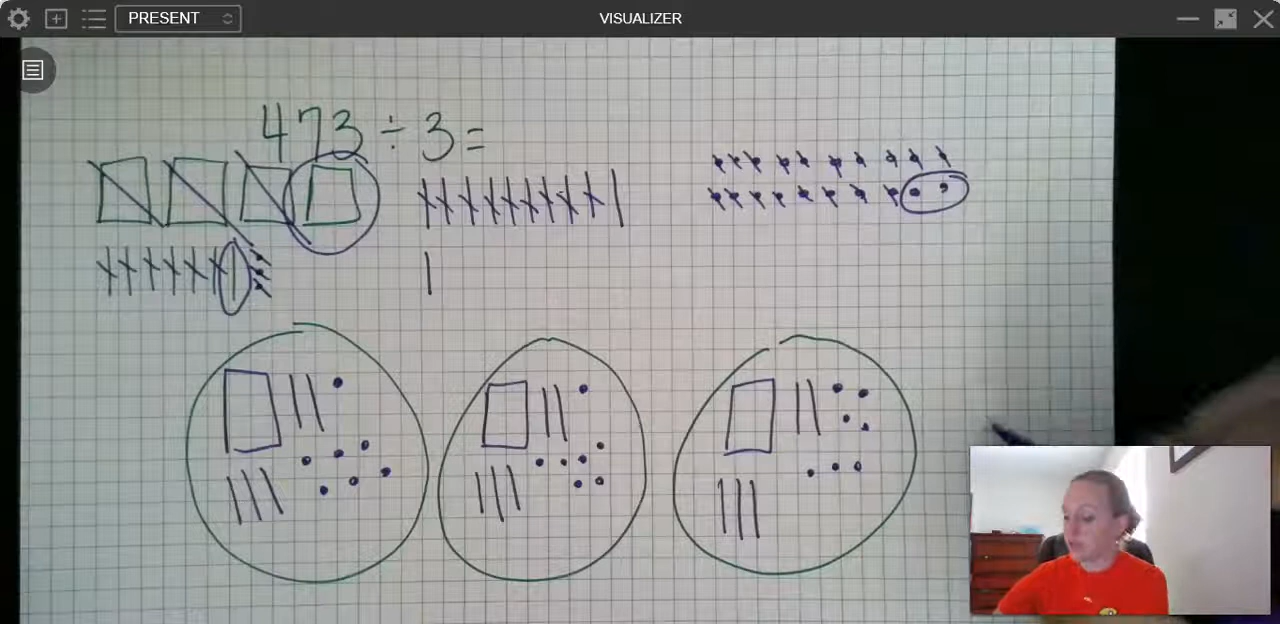 PRESENT
VISUALIZER
473 ÷ 3 =